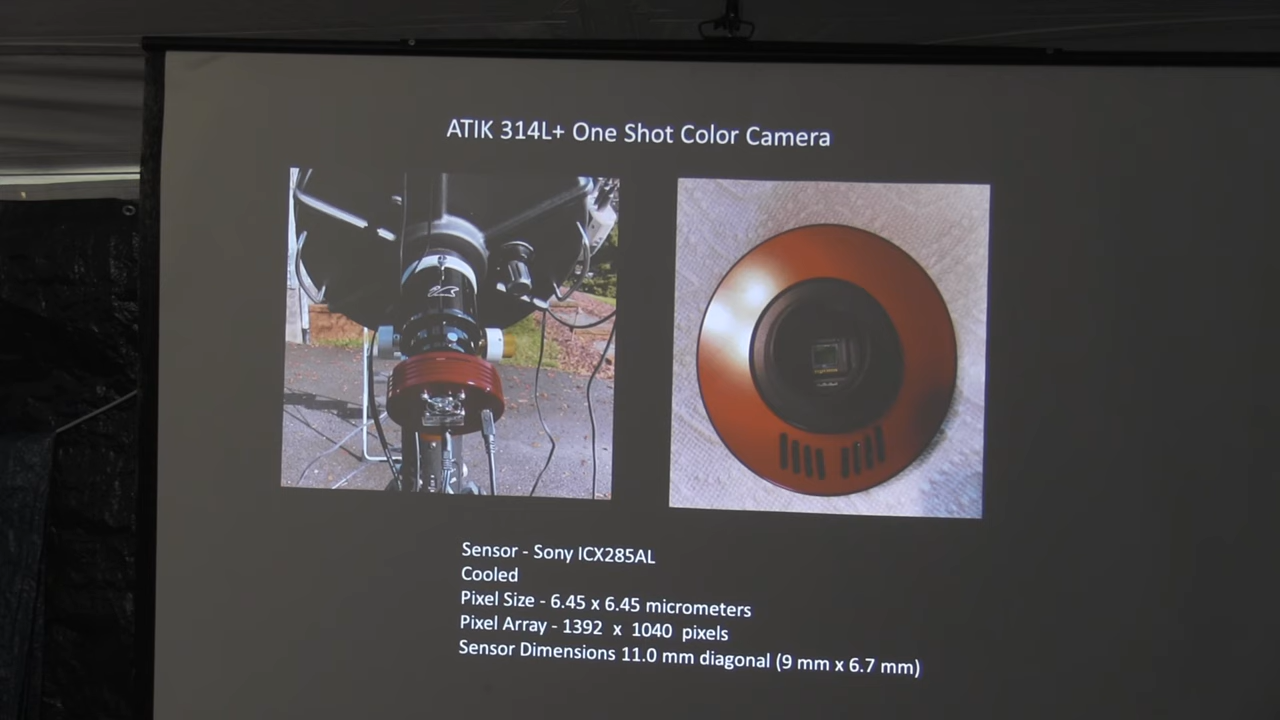 ATIK 314L+ One Shot Color Camera
Sensor - Sony ICX285AL
Cooled
Pixel Size - 6.45 x 6.45 micrometers
Pixel Array - 1392 x 1040 pixels
Sensor Dimensions 11.0 mm diagonal (9 mm x 6.7 mm)